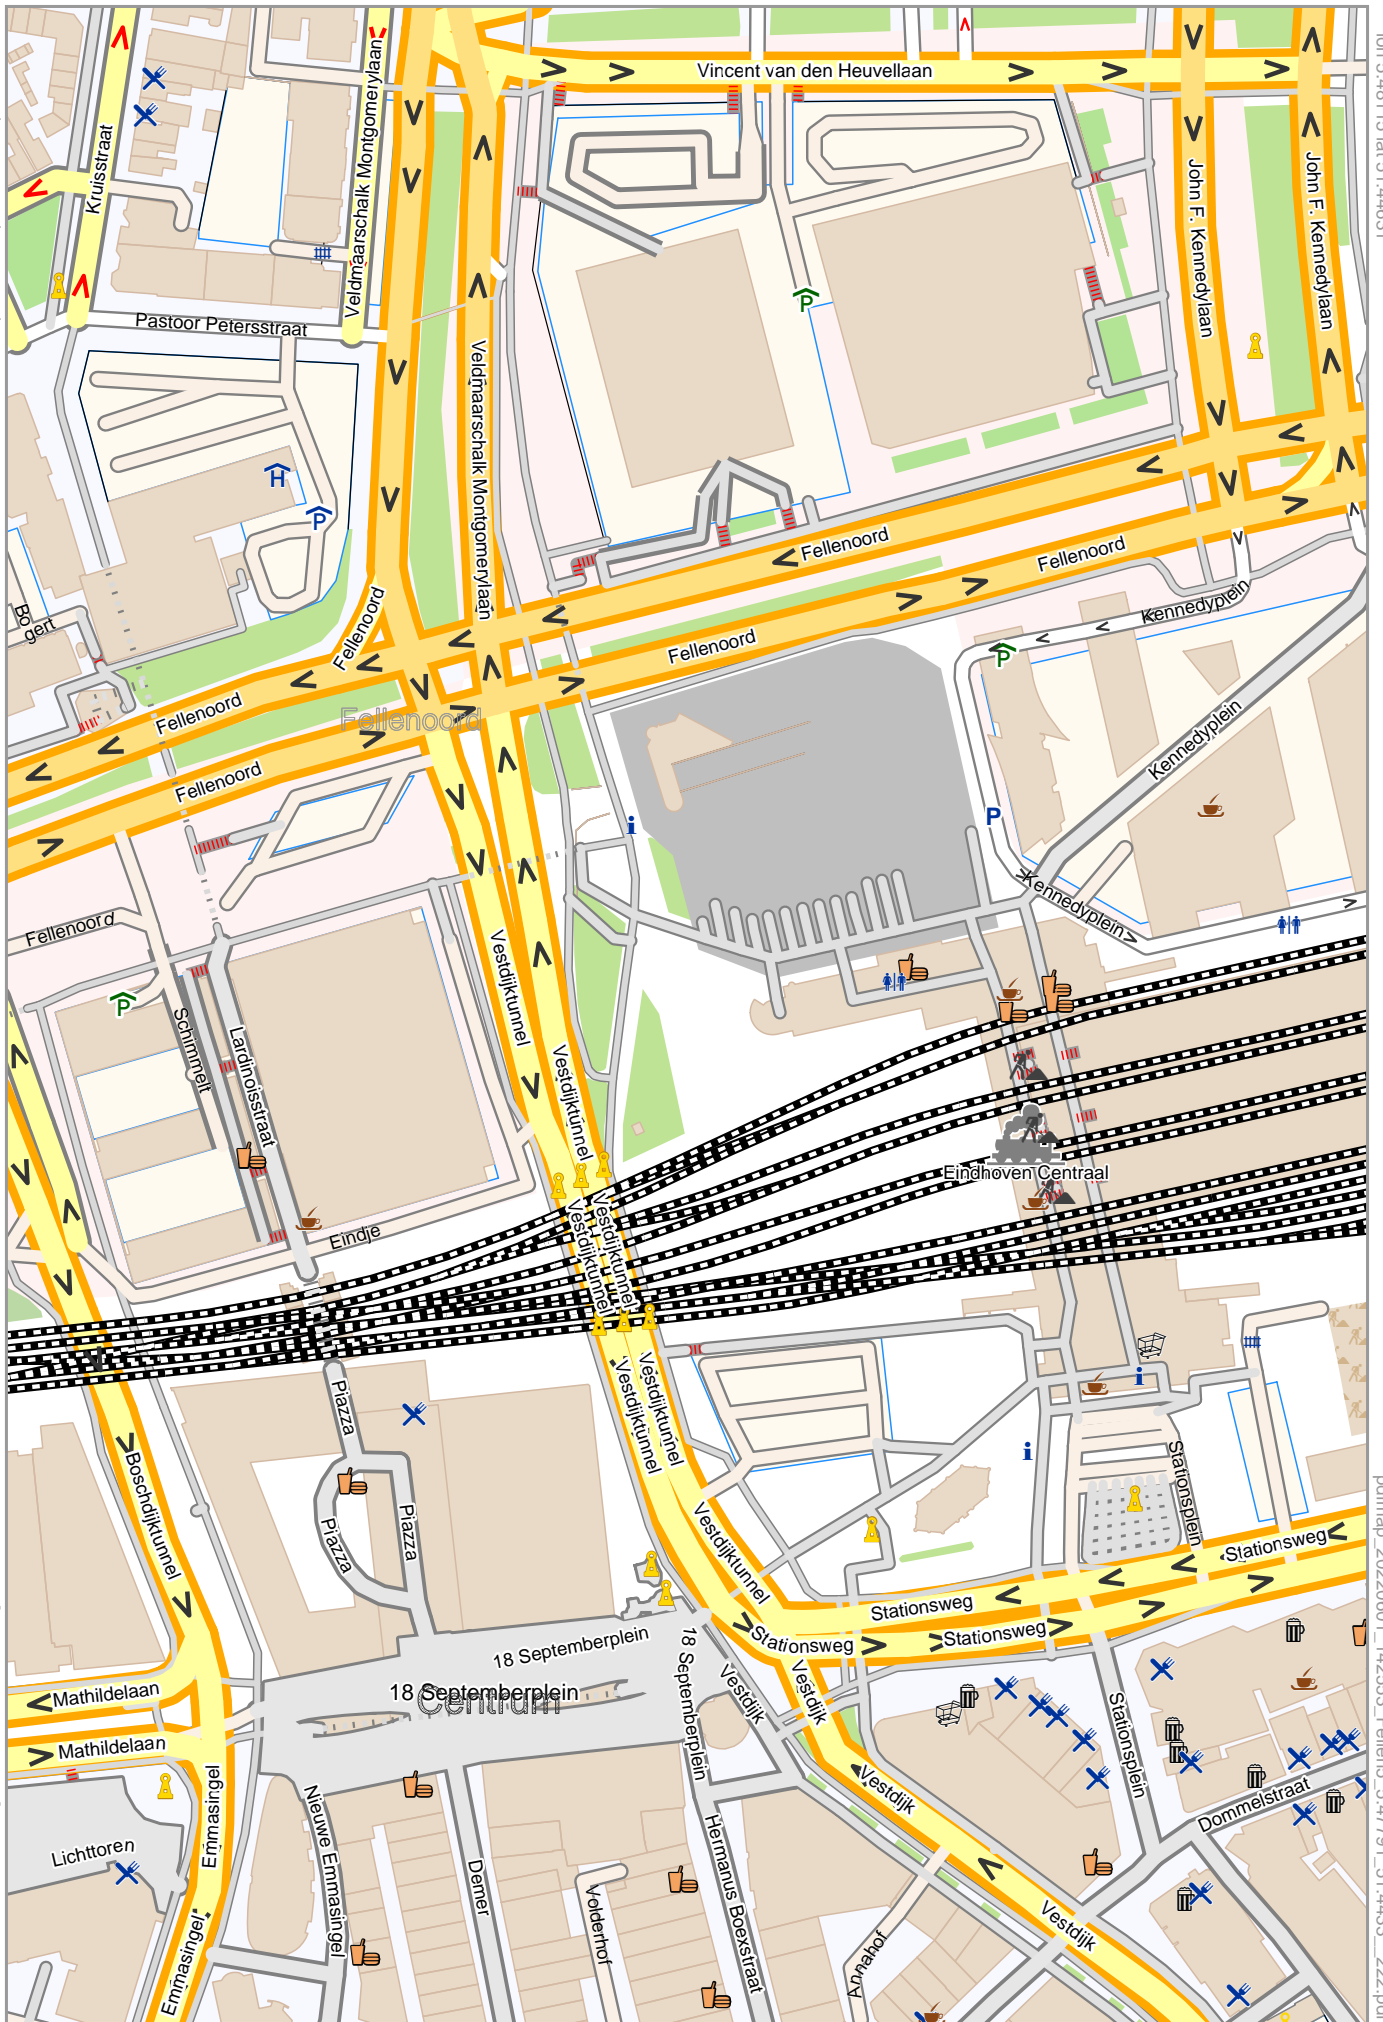 Vincent van den Heuvellaan
Kruisstraat
Veldmaarschalk Montgomerylaan
John F. Kennedylaan
John F. Kennedylaan
Pastoor Petersstraat
P
Veldmaarschalk Montgomerylaan
H
P
Fellenoord
Fellenoord
Kennedyplein
Bogert
Fellenoord
Fellenoord
P
Fellenoord
Fellenoord
Kennedyplein
Fellenoord
P
i
Kennedyplein
Fellenoord
Vestdijktunnel
P
Schimmelt
Lardinoisstraat
Vestdijktunnel
Eindhoven Centraal
Eindje
Vestdijktunnel
Vestdijktunnel
i
Piazza
Vestdijktunnel
Vestdijktunnel
i
Boschdijktunnel
Stationsplein
Piazza
Piazza
Vestdijktunnel
Stationsweg
Stationsweg
Stationsweg
Stationsweg
18 Septemberplein
18 Septemberplein
18 Septemberplein
Centrum
Mathildelaan
Mathildelaan
Vestdijk
Vestdijk
Stationsplein
Vestdijk
Dommelstraat
Emmasingel
Nieuwe Emmasingel
Lichttoren
Demer
Hermanus Boexstraat
Volderhof
Annahof
Vestdijk
Emmasingel